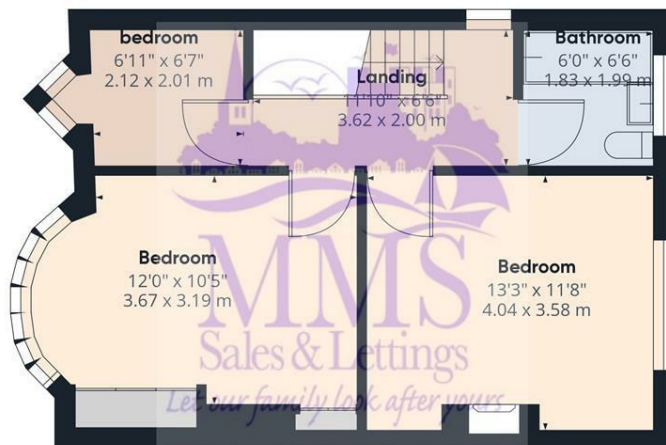 bedroom
6'11" x 6'7"
2.12 x 2.01 m
Landing
11'10" x 6'6"
3.62 x 2.00 m
Bathroom
6'0" x 6'6"
1.83 x 1.99 m
Bedroom
12'0" x 10'5"
3.67 x 3.19 m
Bedroom
13'3" x 11'8"
4.04 x 3.58 m
MMS
Sales & Lettings
Let our family look after yours